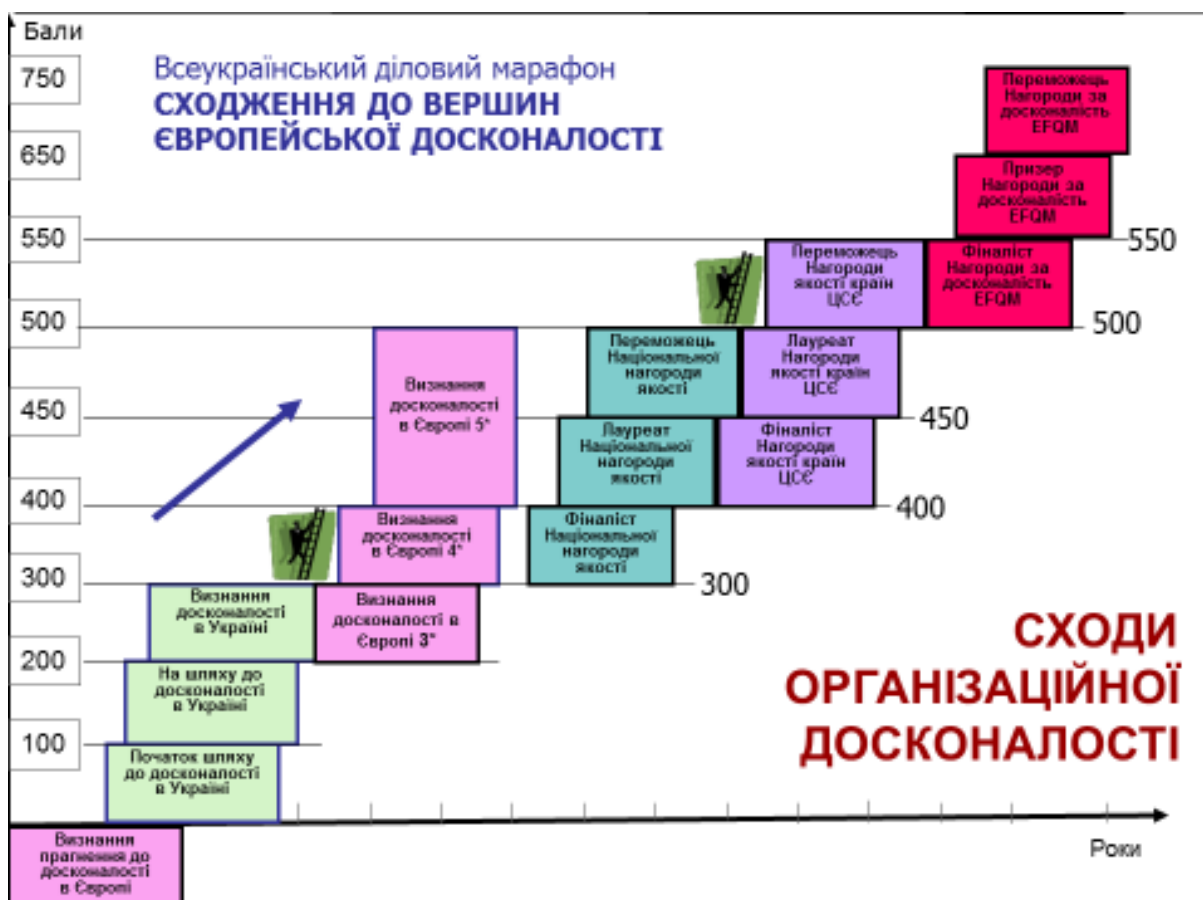 Бали
750
650
550
500
450
400
300
200
100
Всеукраїнський діловий марафон
СХОДЖЕННЯ ДО ВЕРШИН
ЄВРОПЕЙСЬКОЇ ДОСКОНАЛОСТІ
Переможець
Нагороди за
досконалість
EFQM
Призер
Нагороди за
досконалість
EFQM
550
Переможець
Нагороди
якості країн
ЦСЄ
Фіналіст
Нагороди за
досконалість
EFQM
500
Визнання
досконалості
в Європі 5*
Переможець
Національної
нагороди
якості
Лауреат
Нагороди
якості країн
ЦСЄ
450
Лауреат
Національної
нагороди
якості
Фіналіст
Нагороди
якості країн
ЦСЄ
400
Визнання
досконалості
в Європі 4*
Фіналіст
Національної
нагороди
якості
300
Визнання
досконалості
в Україні
Визнання
досконалості в
Європі 3*
На шляху до
досконалості
в Україні
Початок шляху
до досконалості
в Україні
СХОДИ
ОРГАНІЗАЦІЙНОЇ
ДОСКОНАЛОСТІ
Роки
Визнання
прагнення до
досконалості
в Європі